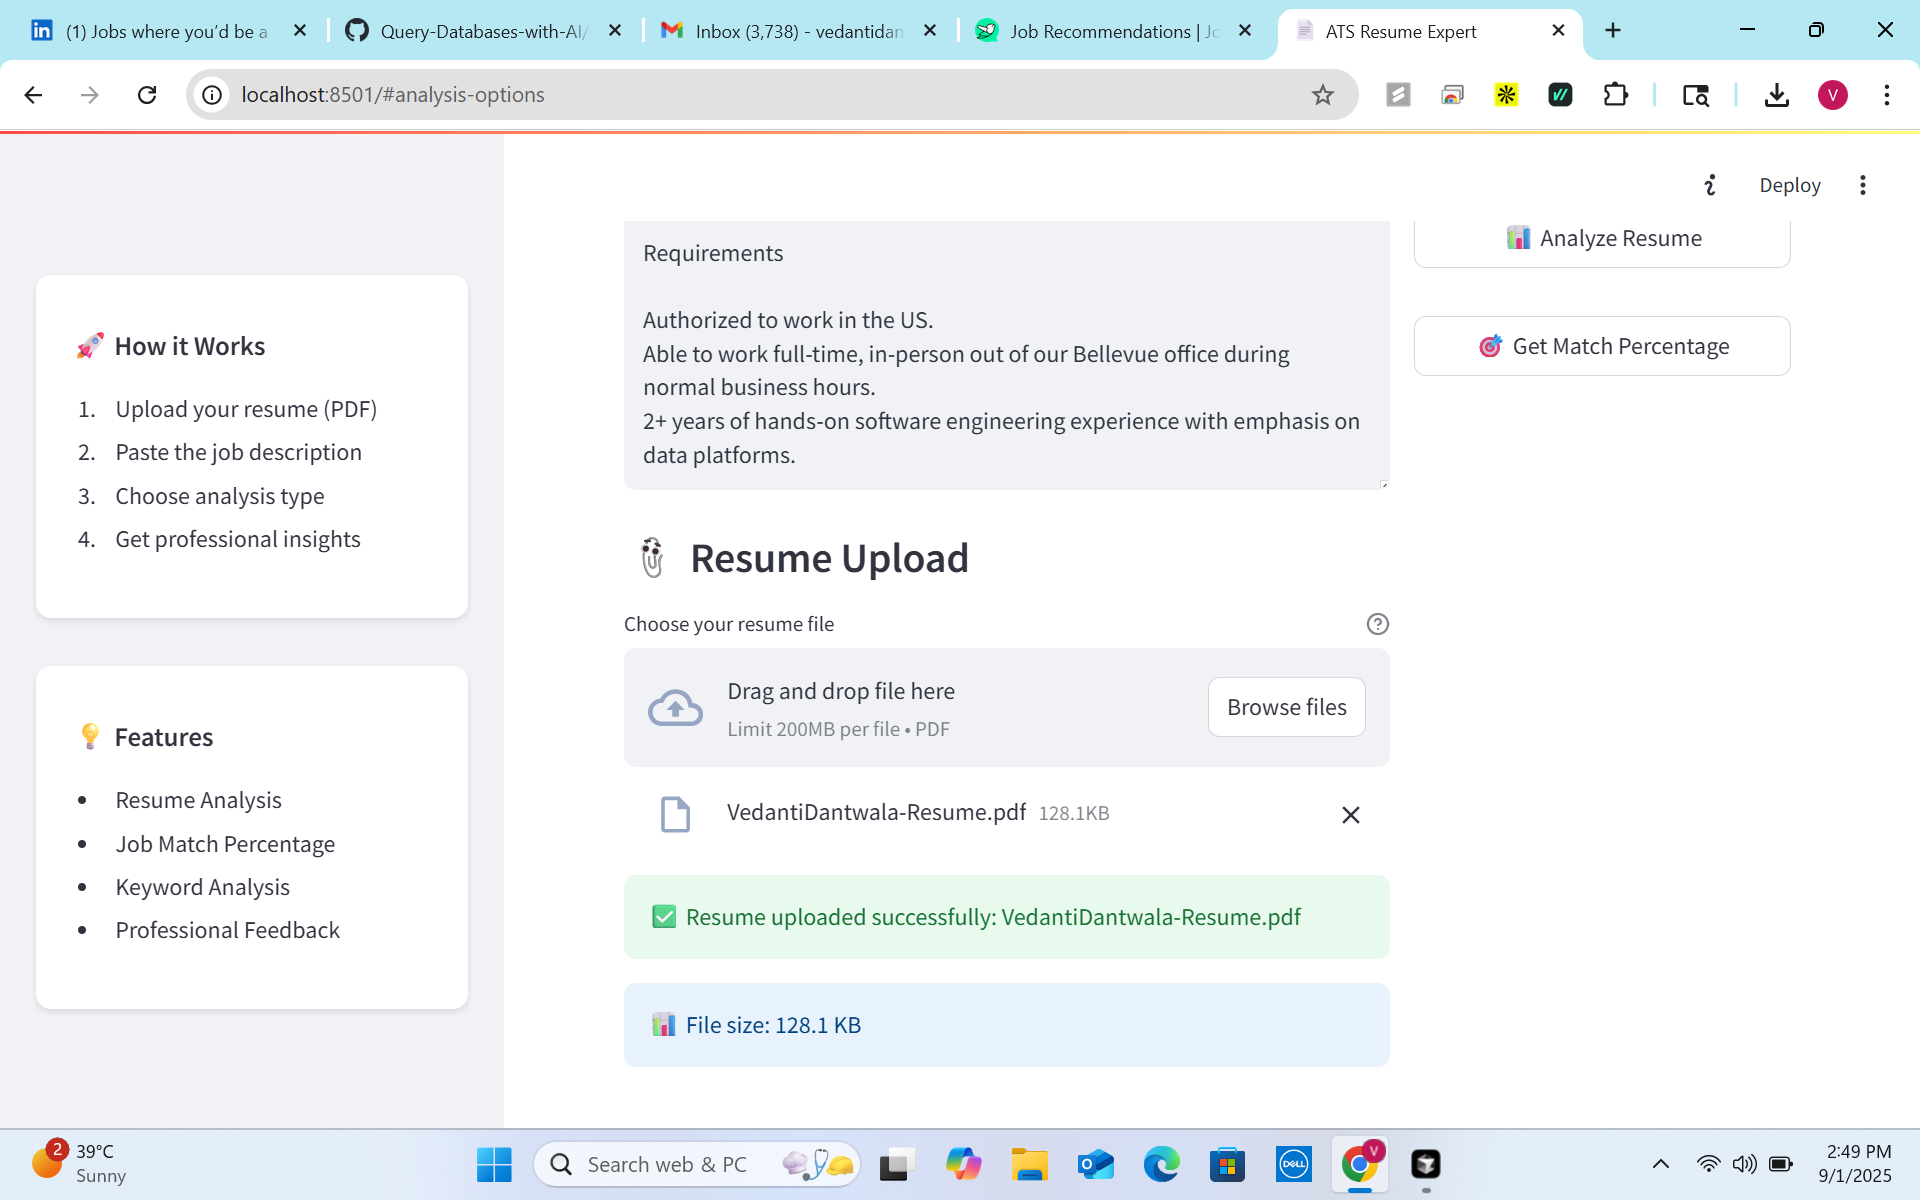 (1) Jobs where you'd be a
Query-Databases-with-AI/
Inbox (3,738) - vedantidan
Job Recommendations | Jo
ATS Resume Expert
localhost:8501/#analysis-options
V
Deploy
🚀 How it Works
1. Upload your resume (PDF)
2. Paste the job description
3. Choose analysis type
4. Get professional insights
💡 Features
• Resume Analysis
• Job Match Percentage
• Keyword Analysis
• Professional Feedback
Requirements
Authorized to work in the US.
Able to work full-time, in-person out of our Bellevue office during
normal business hours.
2+ years of hands-on software engineering experience with emphasis on
data platforms.
📊 Analyze Resume
🎯 Get Match Percentage
Resume Upload
Choose your resume file
Drag and drop file here
Limit 200MB per file • PDF
Browse files
VedantiDantwala-Resume.pdf 128.1KB
✅ Resume uploaded successfully: VedantiDantwala-Resume.pdf
📊 File size: 128.1 KB
2
39°C
Sunny
Search web & PC
DELL
V
2:49 PM
9/1/2025